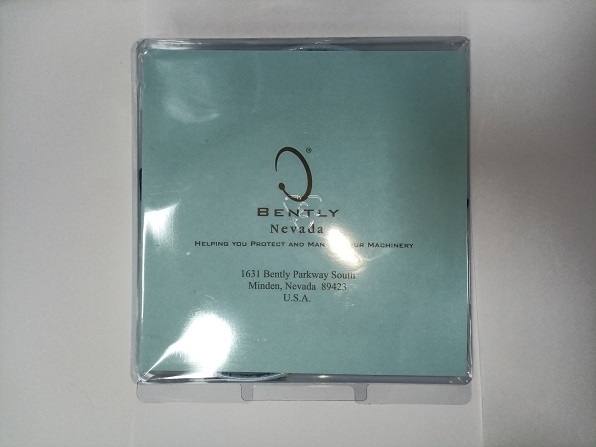 ®
BENTLY
Nevada
HELPING YOU PROTECT AND MACHINERY
1631 Bently Parkway South
Minden, Nevada 89423
U.S.A.